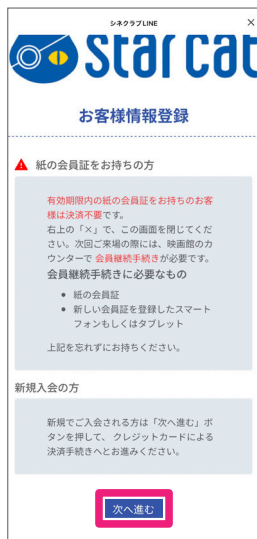 シネクラブLINE ×
star cat
お客様情報登録
紙の会員証をお持ちの方
有効期限内の紙の会員証をお持ちのお客
様は決済不要です。
右上の「×」で、この画面を閉じてくだ
さい。次回ご来場の際には、映画館のカ
ウンターで 会員継続手続きが必要です。
会員継続手続きに必要なもの
• 紙の会員証
• 新しい会員証を登録したスマート
フォンもしくはタブレット
上記を忘れずにお持ちください。
新規入会の方
新規でご入会される方は「次へ進む」ボ
タンを押して、 クレジットカードによる
決済手続きへとお進みください。
次へ進む